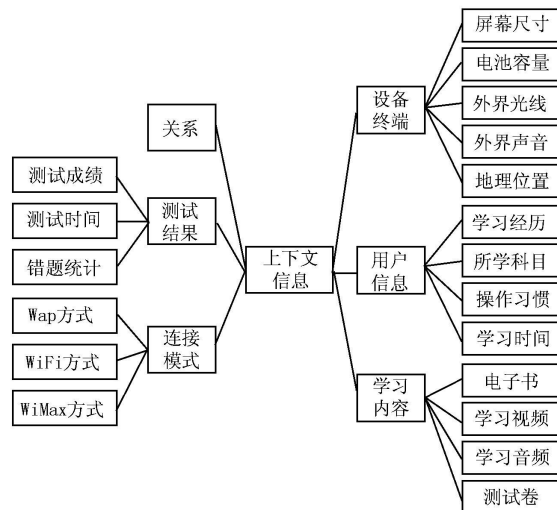 关系
测试成绩
测试时间
错题统计
测试
结果
Wap方式
WiFi方式
WiMax方式
连接
模式
上下文
信息
设备
终端
屏幕尺寸
电池容量
外界光线
外界声音
地理位置
用户
信息
学习经历
所学科目
操作习惯
学习时间
学习
内容
电子书
学习视频
学习音频
测试卷